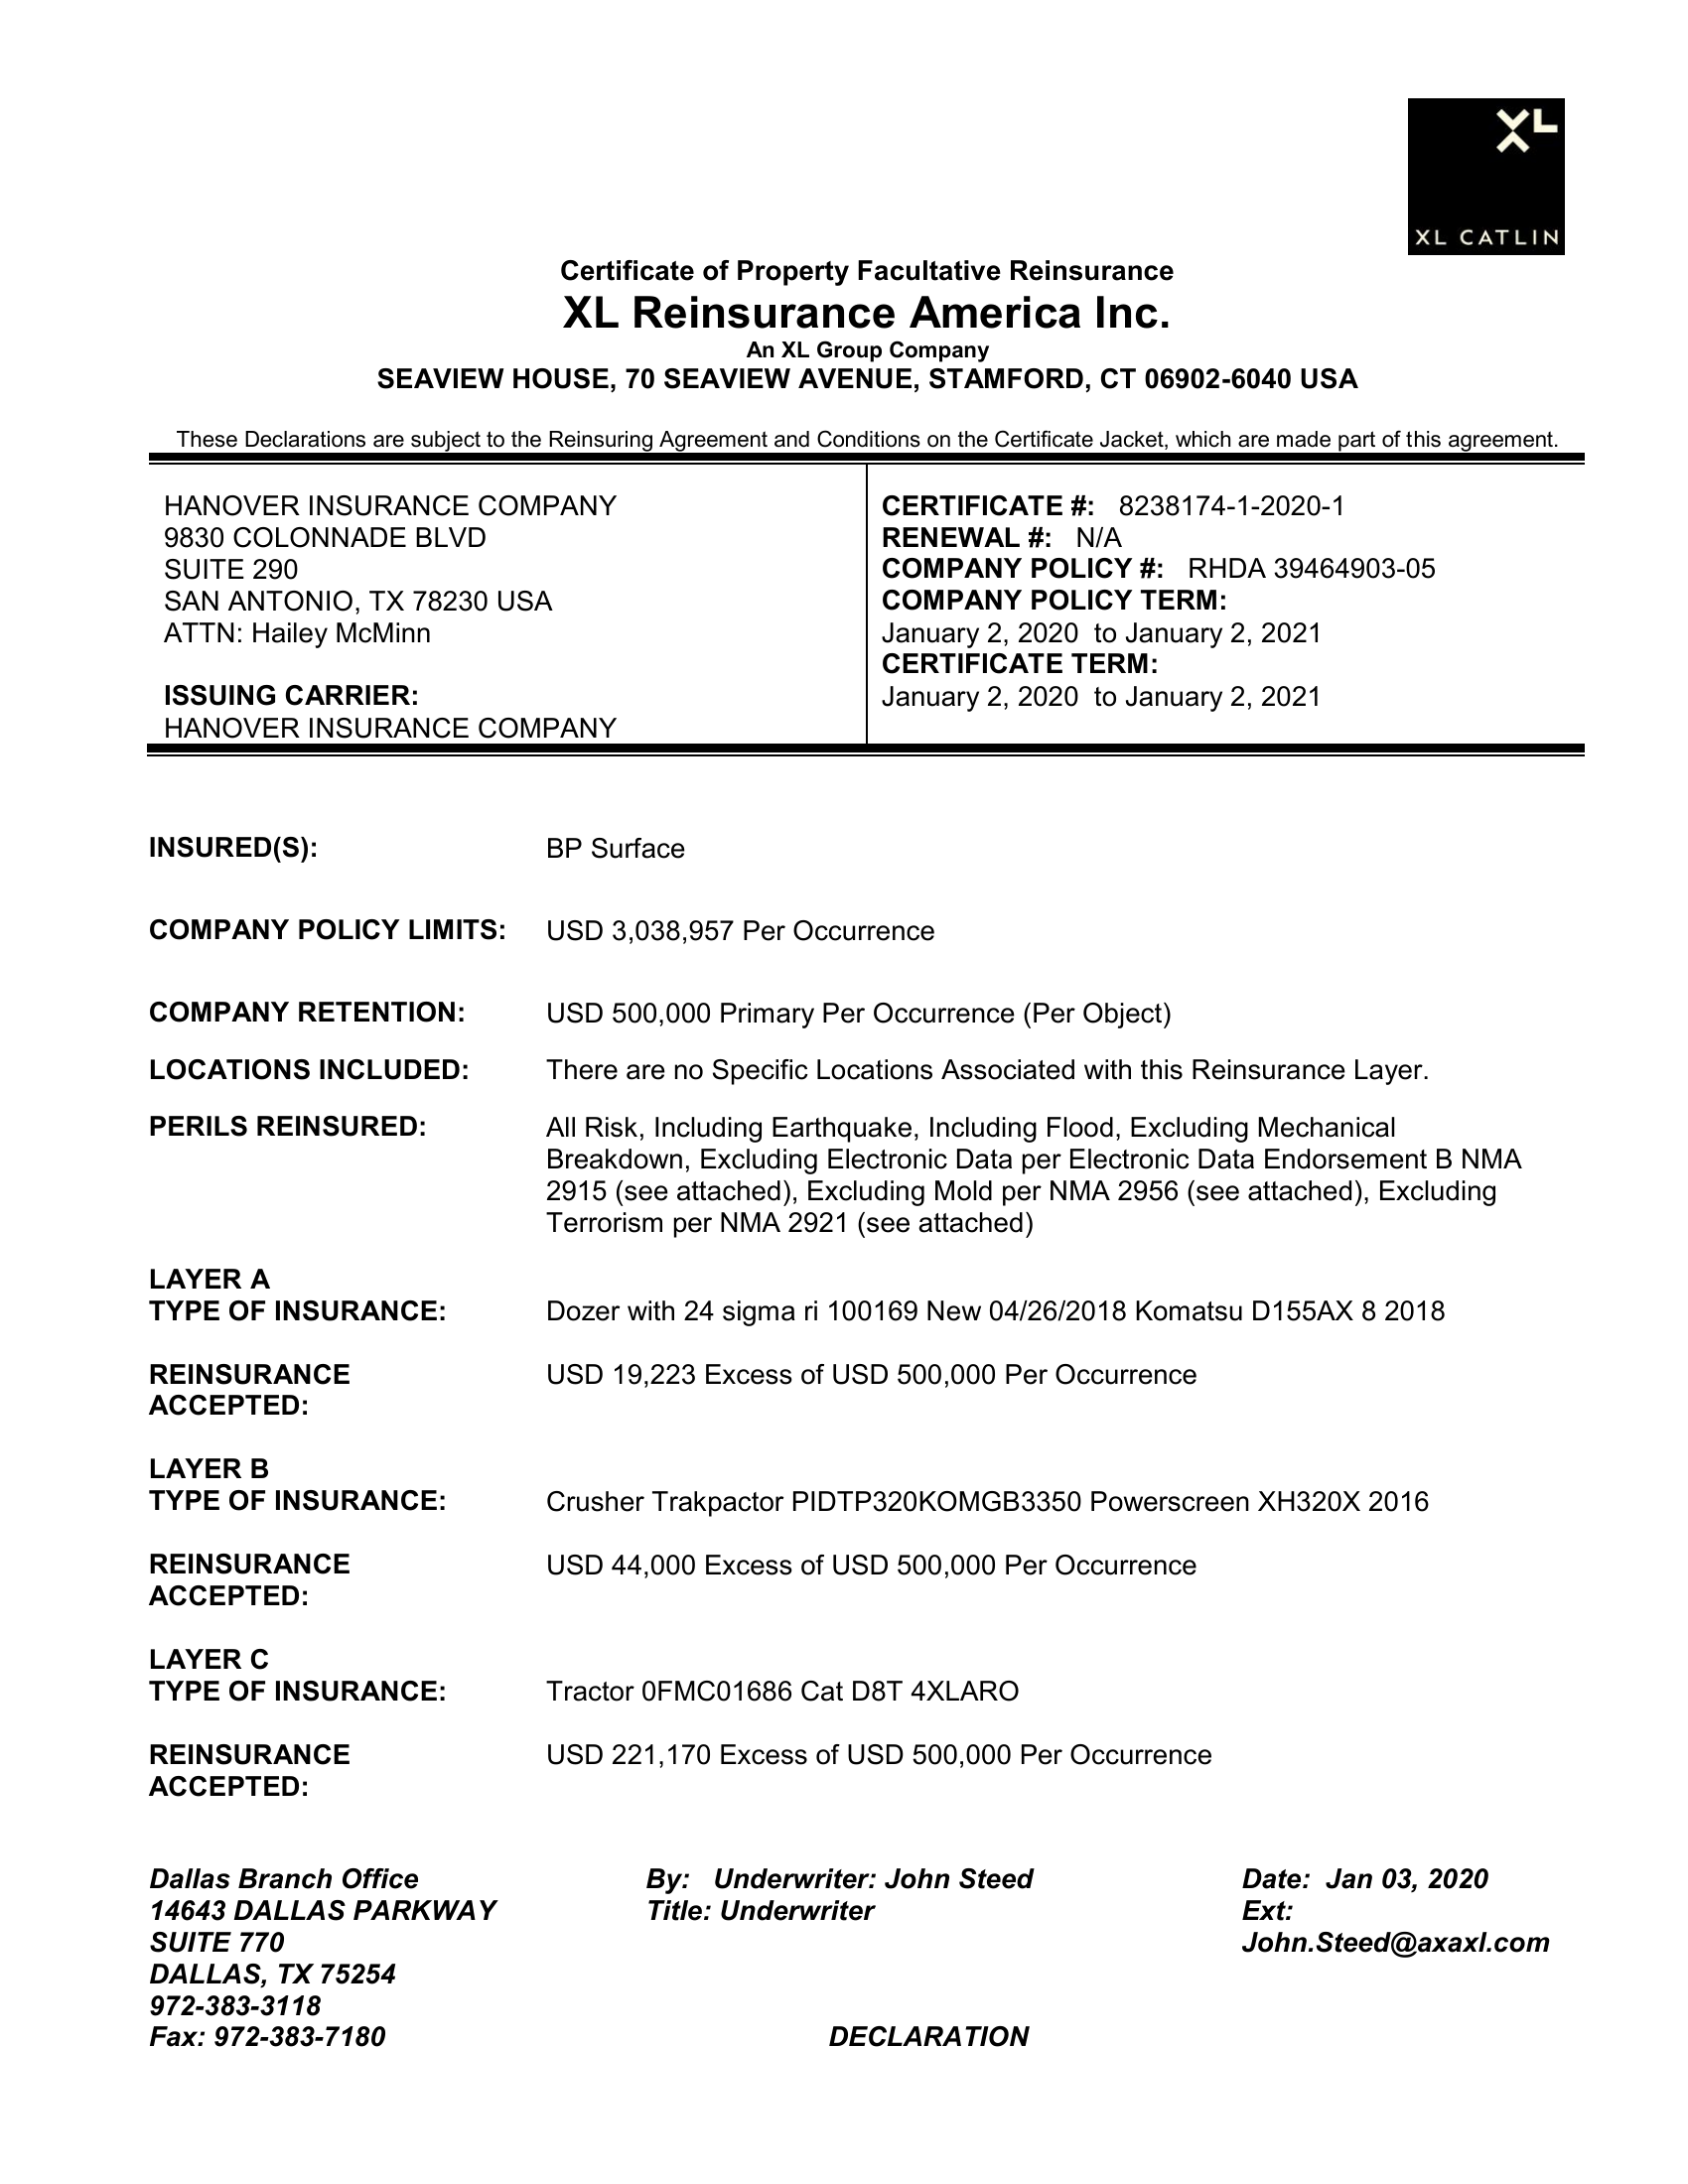 XL
XL CATLIN
Certificate of Property Facultative Reinsurance
XL Reinsurance America Inc.
An XL Group Company
SEAVIEW HOUSE, 70 SEAVIEW AVENUE, STAMFORD, CT 06902-6040 USA
These Declarations are subject to the Reinsuring Agreement and Conditions on the Certificate Jacket, which are made part of this agreement.
HANOVER INSURANCE COMPANY
9830 COLONNADE BLVD
SUITE 290
SAN ANTONIO, TX 78230 USA
ATTN: Hailey McMinn
ISSUING CARRIER:
HANOVER INSURANCE COMPANY
CERTIFICATE #: 8238174-1-2020-1
RENEWAL #: N/A
COMPANY POLICY #: RHDA 39464903-05
COMPANY POLICY TERM:
January 2, 2020 to January 2, 2021
CERTIFICATE TERM:
January 2, 2020 to January 2, 2021
INSURED(S): BP Surface
COMPANY POLICY LIMITS: USD 3,038,957 Per Occurrence
COMPANY RETENTION: USD 500,000 Primary Per Occurrence (Per Object)
LOCATIONS INCLUDED: There are no Specific Locations Associated with this Reinsurance Layer.
PERILS REINSURED: All Risk, Including Earthquake, Including Flood, Excluding Mechanical
Breakdown, Excluding Electronic Data per Electronic Data Endorsement B NMA
2915 (see attached), Excluding Mold per NMA 2956 (see attached), Excluding
Terrorism per NMA 2921 (see attached)
LAYER A
TYPE OF INSURANCE: Dozer with 24 sigma ri 100169 New 04/26/2018 Komatsu D155AX 8 2018
REINSURANCE USD 19,223 Excess of USD 500,000 Per Occurrence
ACCEPTED:
LAYER B
TYPE OF INSURANCE: Crusher Trakpactor PIDTP320KOMGB3350 Powerscreen XH320X 2016
REINSURANCE USD 44,000 Excess of USD 500,000 Per Occurrence
ACCEPTED:
LAYER C
TYPE OF INSURANCE: Tractor 0FMC01686 Cat D8T 4XLARO
REINSURANCE USD 221,170 Excess of USD 500,000 Per Occurrence
ACCEPTED:
Dallas Branch Office
14643 DALLAS PARKWAY
SUITE 770
DALLAS, TX 75254
972-383-3118
Fax: 972-383-7180
By: Underwriter: John Steed
Title: Underwriter
Date: Jan 03, 2020
Ext:
John.Steed@axaxl.com
DECLARATION